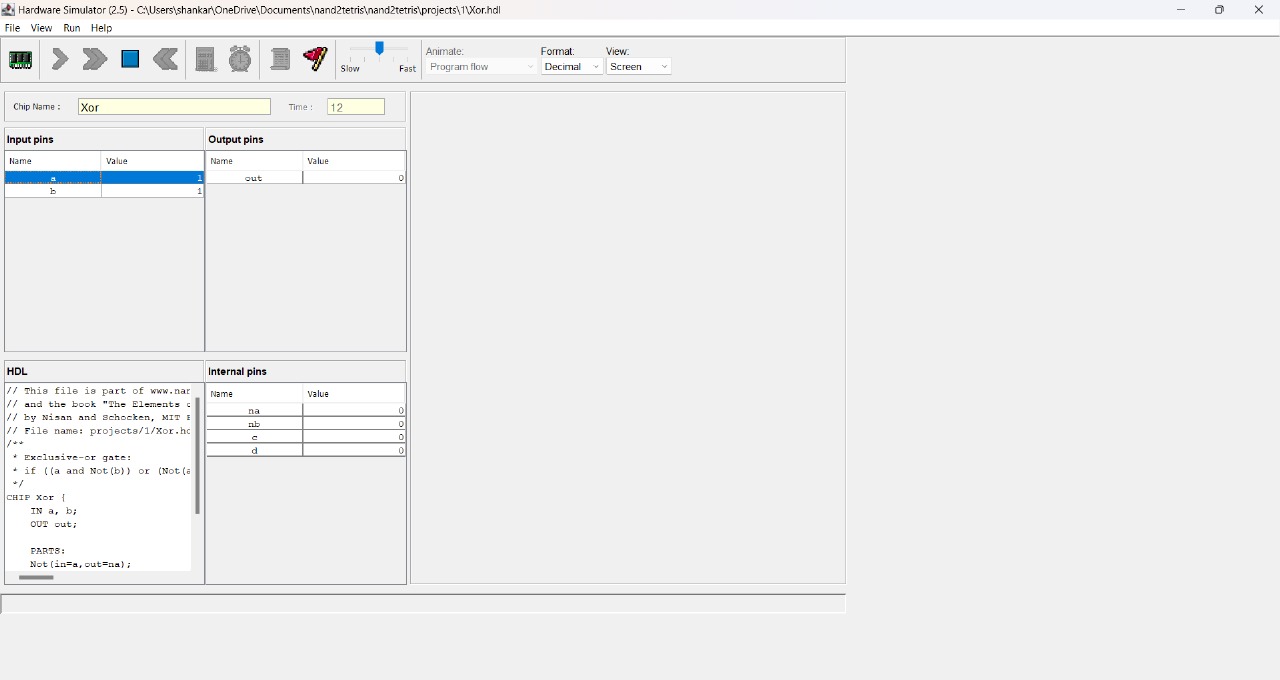 Hardware Simulator (2.5) - C:\Users\shankar\OneDrive\Documents\nand2tetris\nand2tetris\projects\1\Xor.hdl
File View Run Help
Slow Fast
Animate:
Program flow
Format:
Decimal
View:
Screen
Chip Name : Xor Time : 12
Input pins
Name Value
a 1
b 1
Output pins
Name Value
out 0
HDL
// This file is part of www.nan
// and the book "The Elements o
// by Nisan and Schocken, MIT P
// File name: projects/1/Xor.hd
/**
* Exclusive-or gate:
* if ((a and Not(b)) or (Not(a
*/
CHIP Xor {
IN a, b;
OUT out;
PARTS:
Not(in=a,out=na);
Internal pins
Name Value
na 0
nb 0
c 0
d 0